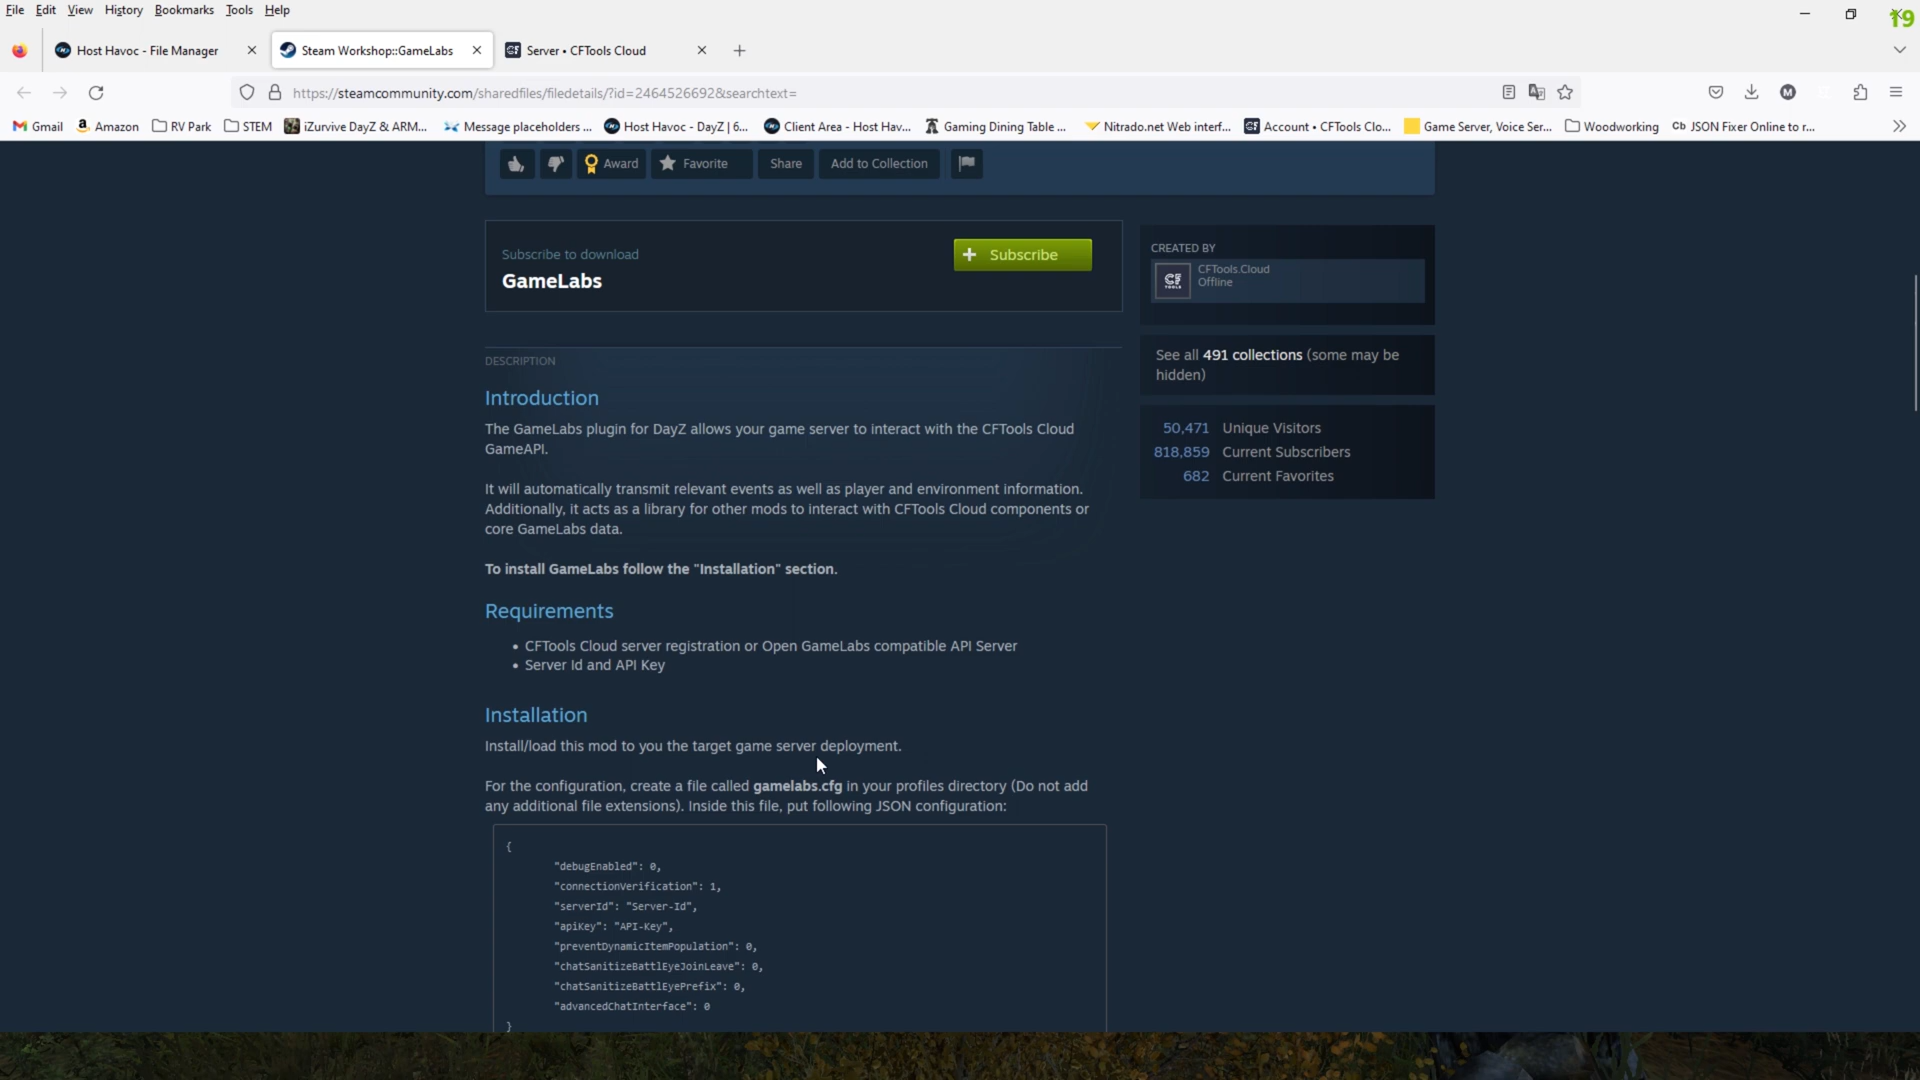 File Edit View History Bookmarks Tools Help
19
Host Havoc - File Manager
Steam Workshop::GameLabs
Server • CFTools Cloud
https://steamcommunity.com/sharedfiles/filedetails/?id=2464526692&searchtext=
Gmail
Amazon
RV Park
STEM
iZurvive DayZ & ARM...
Message placeholders ...
Host Havoc - DayZ | 6...
Client Area - Host Hav...
Gaming Dining Table ...
Nitrado.net Web interf...
Account • CFTools Clo...
Game Server, Voice Ser...
Woodworking
JSON Fixer Online to r...
Award
Favorite
Share
Add to Collection
Subscribe to download
GameLabs
Subscribe
CREATED BY
CFTools.Cloud
Offline
See all 491 collections (some may be
hidden)
50,471 Unique Visitors
818,859 Current Subscribers
682 Current Favorites
DESCRIPTION
Introduction
The GameLabs plugin for DayZ allows your game server to interact with the CFTools Cloud
GameAPI.
It will automatically transmit relevant events as well as player and environment information.
Additionally, it acts as a library for other mods to interact with CFTools Cloud components or
core GameLabs data.
To install GameLabs follow the "Installation" section.
Requirements
• CFTools Cloud server registration or Open GameLabs compatible API Server
• Server Id and API Key
Installation
Install/load this mod to you the target game server deployment.
For the configuration, create a file called gamelabs.cfg in your profiles directory (Do not add
any additional file extensions). Inside this file, put following JSON configuration:
{
"debugEnabled": 0,
"connectionVerification": 1,
"serverId": "Server-Id",
"apiKey": "API-Key",
"preventDynamicItemPopulation": 0,
"chatSanitizeBattlEyeJoinLeave": 0,
"chatSanitizeBattlEyePrefix": 0,
"advancedChatInterface": 0
}